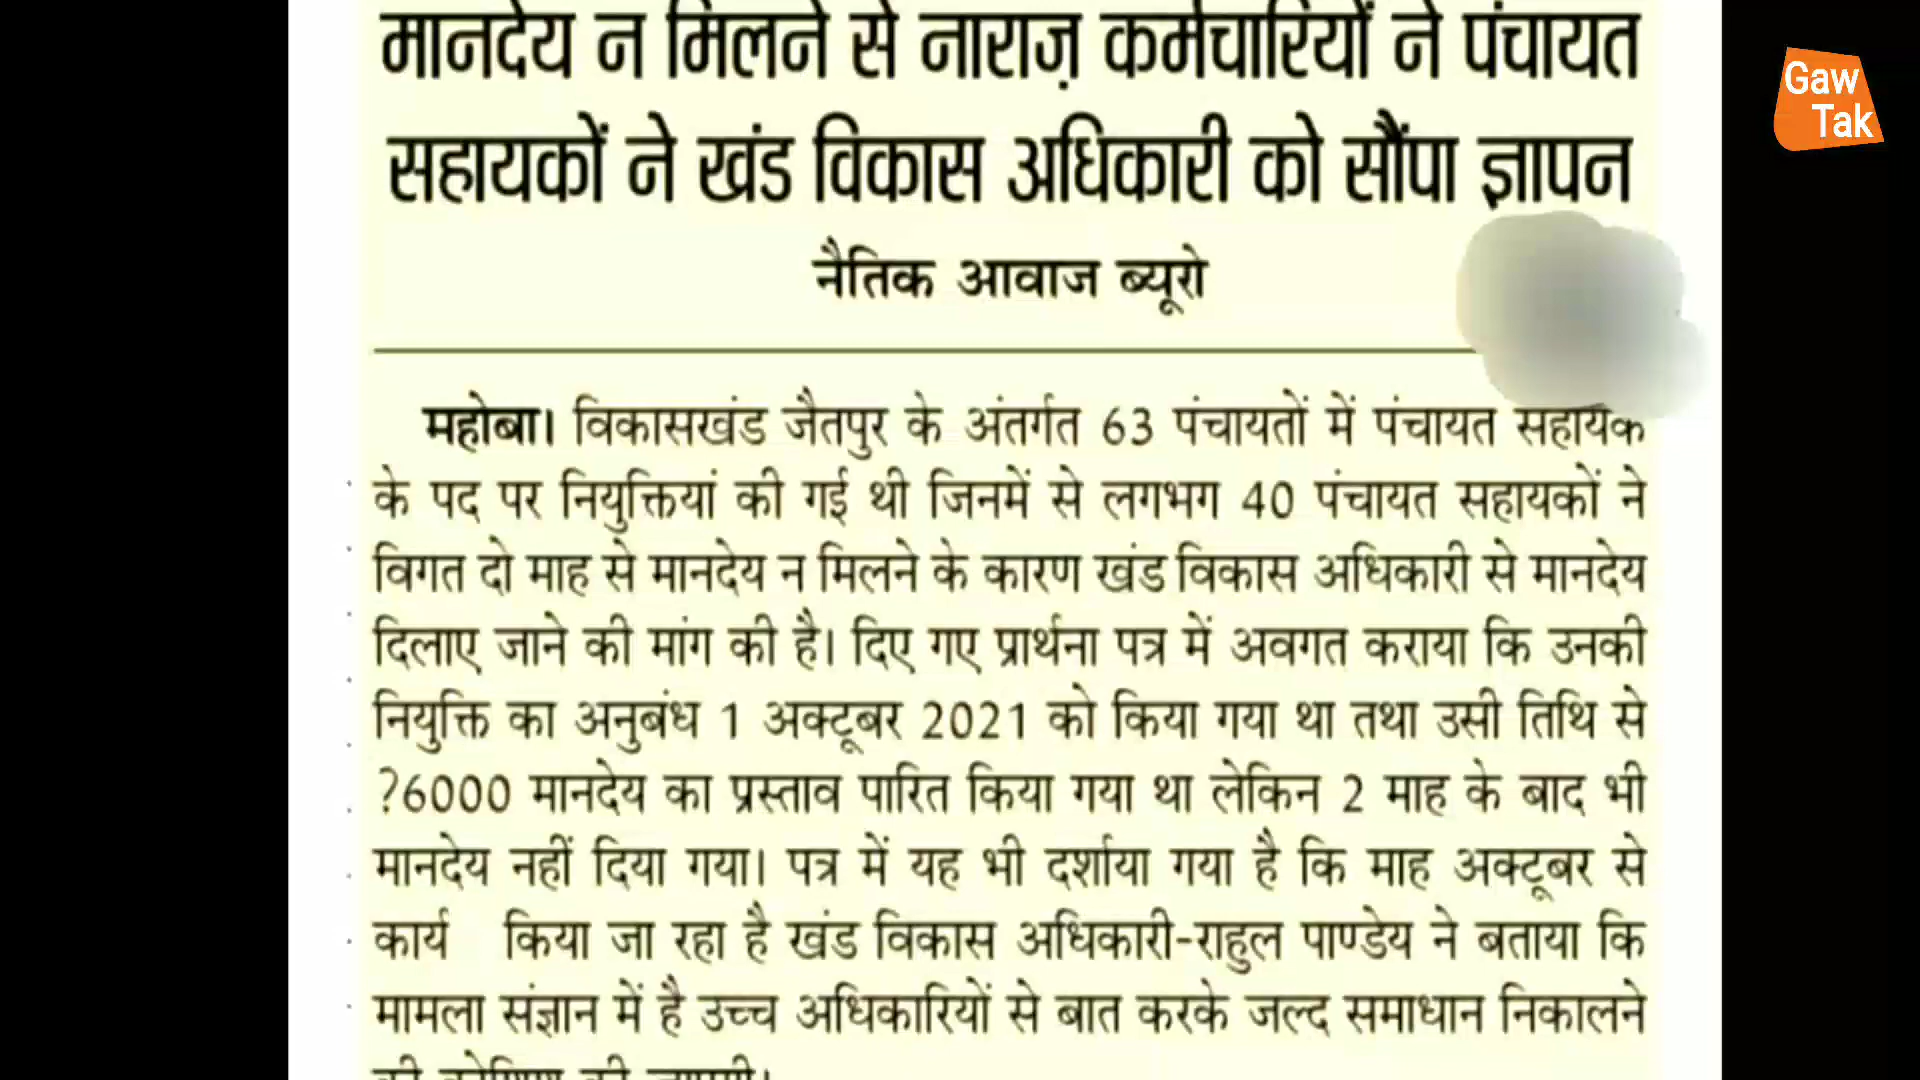 मानदेय न मिलने से नाराज़ कर्मचारियों ने पंचायत
सहायकों ने खंड विकास अधिकारी को सौंपा ज्ञापन
नैतिक आवाज ब्यूरो
महोबा। विकासखंड जैतपुर के अंतर्गत 63 पंचायतों में पंचायत सहायक
के पद पर नियुक्तियां की गई थी जिनमें से लगभग 40 पंचायत सहायकों ने
विगत दो माह से मानदेय न मिलने के कारण खंड विकास अधिकारी से मानदेय
दिलाए जाने की मांग की है। दिए गए प्रार्थना पत्र में अवगत कराया कि उनकी
नियुक्ति का अनुबंध 1 अक्टूबर 2021 को किया गया था तथा उसी तिथि से
?6000 मानदेय का प्रस्ताव पारित किया गया था लेकिन 2 माह के बाद भी
मानदेय नहीं दिया गया। पत्र में यह भी दर्शाया गया है कि माह अक्टूबर से
कार्य किया जा रहा है खंड विकास अधिकारी-राहुल पाण्डेय ने बताया कि
मामला संज्ञान में है उच्च अधिकारियों से बात करके जल्द समाधान निकालने
Gaw
Tak